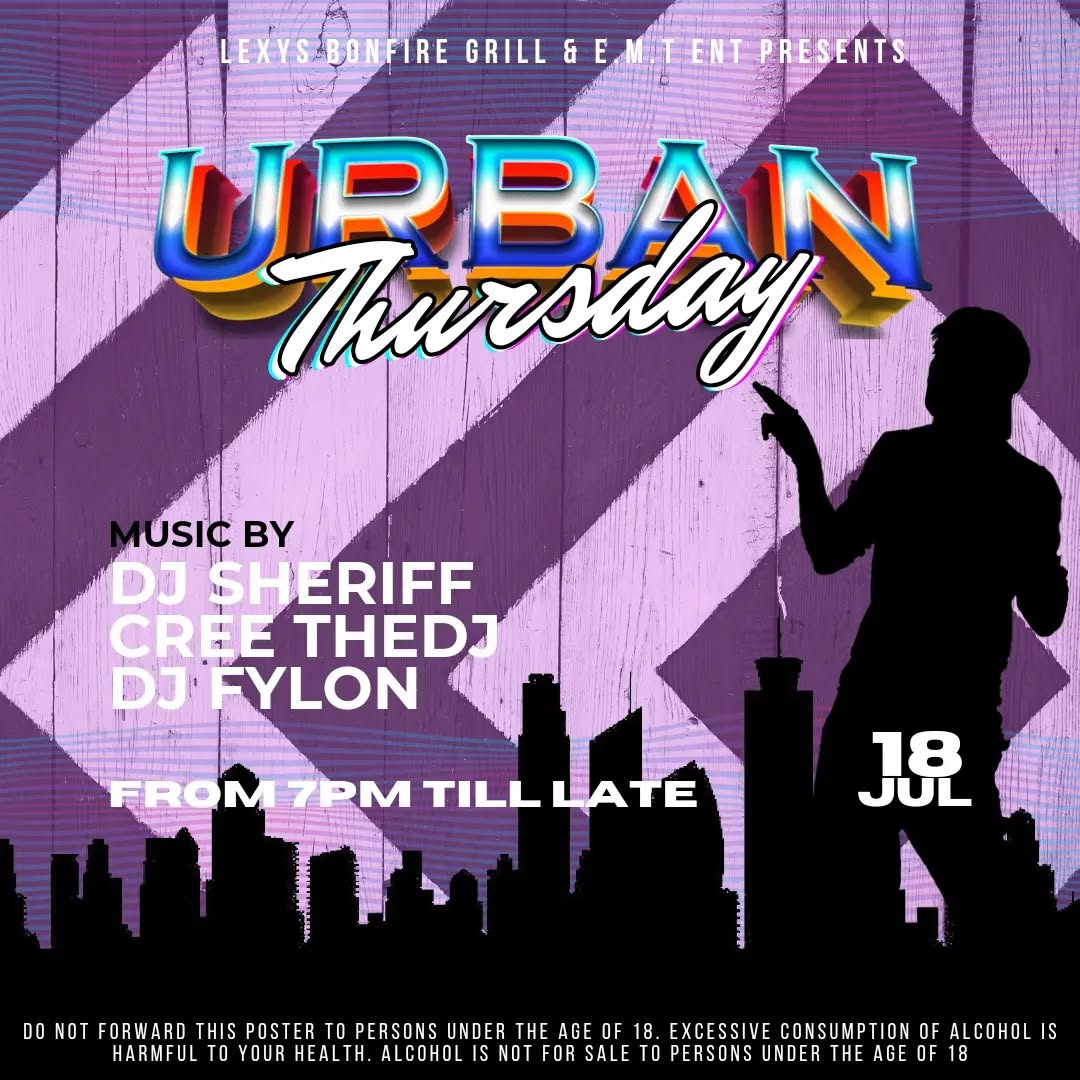 LEXYS BONFIRE GRILL & E.M.T ENT PRESENTS
URBAN
Thursday
MUSIC BY
DJ SHERIFF
CREE THEDJ
DJ FYLON
FROM 7PM TILL LATE
18
JUL
DO NOT FORWARD THIS POSTER TO PERSONS UNDER THE AGE OF 18. EXCESSIVE CONSUMPTION OF ALCOHOL IS
HARMFUL TO YOUR HEALTH. ALCOHOL IS NOT FOR SALE TO PERSONS UNDER THE AGE OF 18